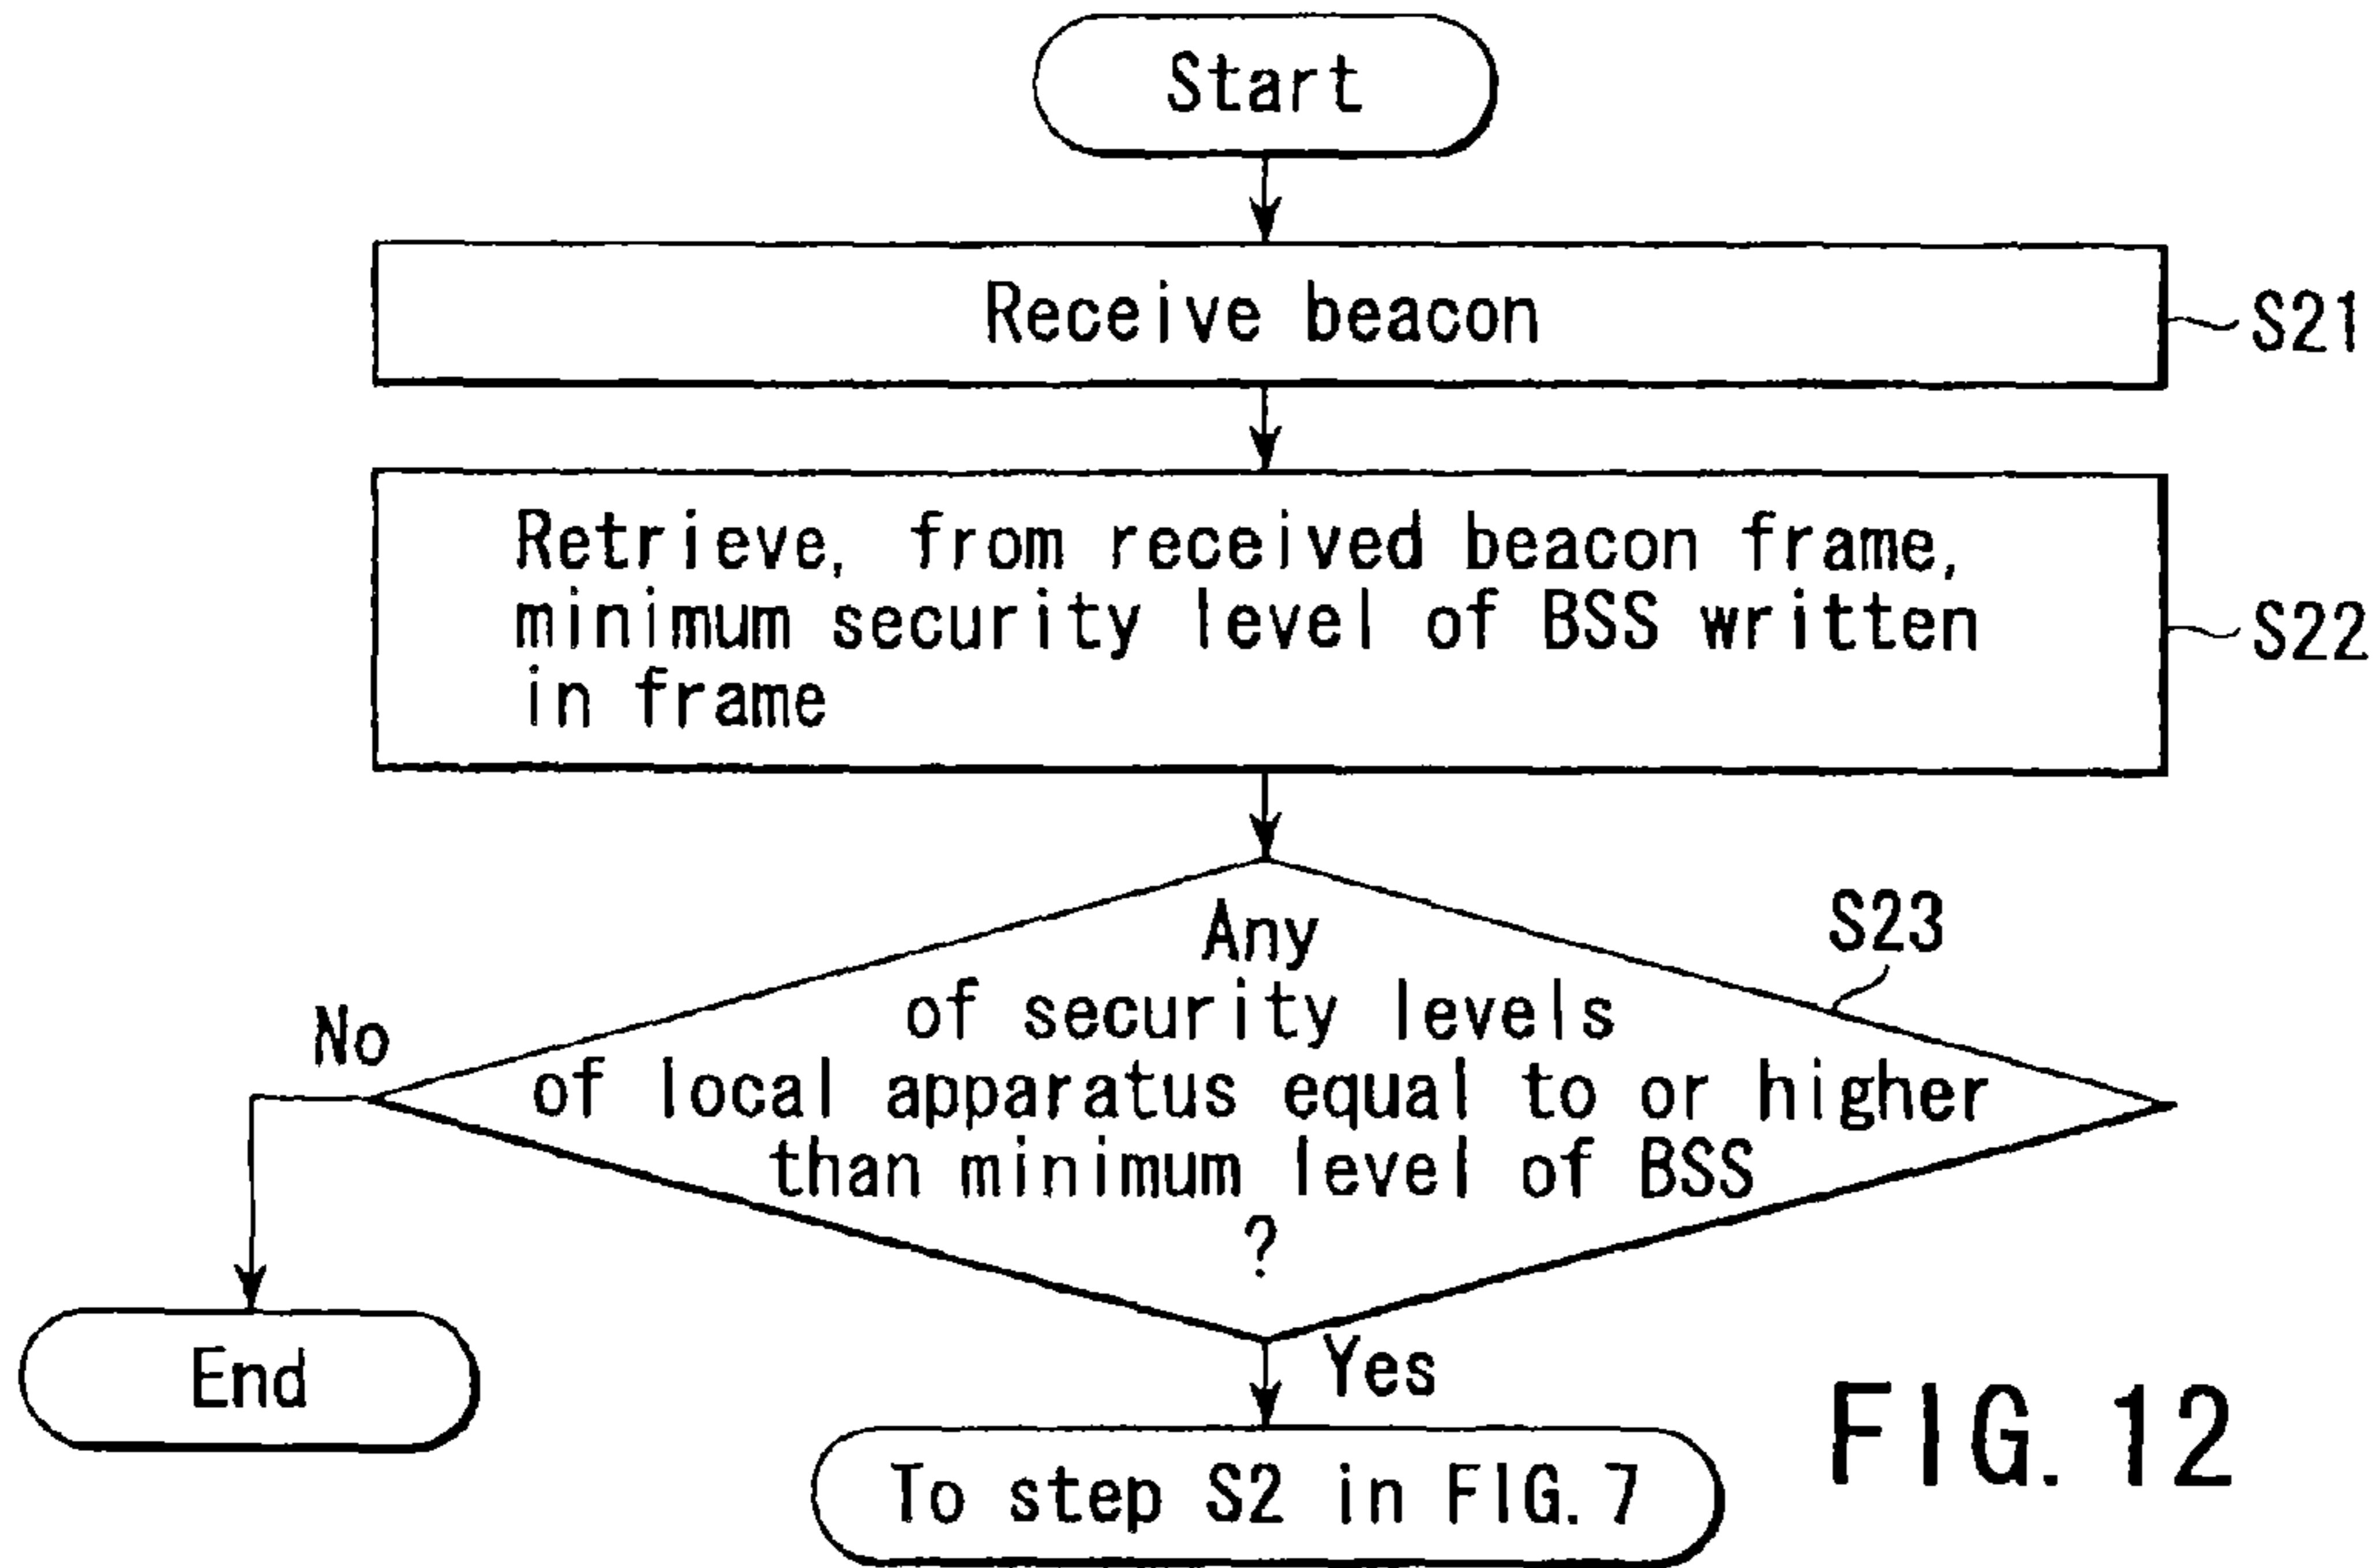 Start
Receive beacon
S21
Retrieve, from received beacon frame,
minimum security level of BSS written
in frame
S22
S23
Any
of security levels
of local apparatus equal to or higher
than minimum level of BSS
?
No
Yes
End
To step S2 in FIG. 7
FIG. 12